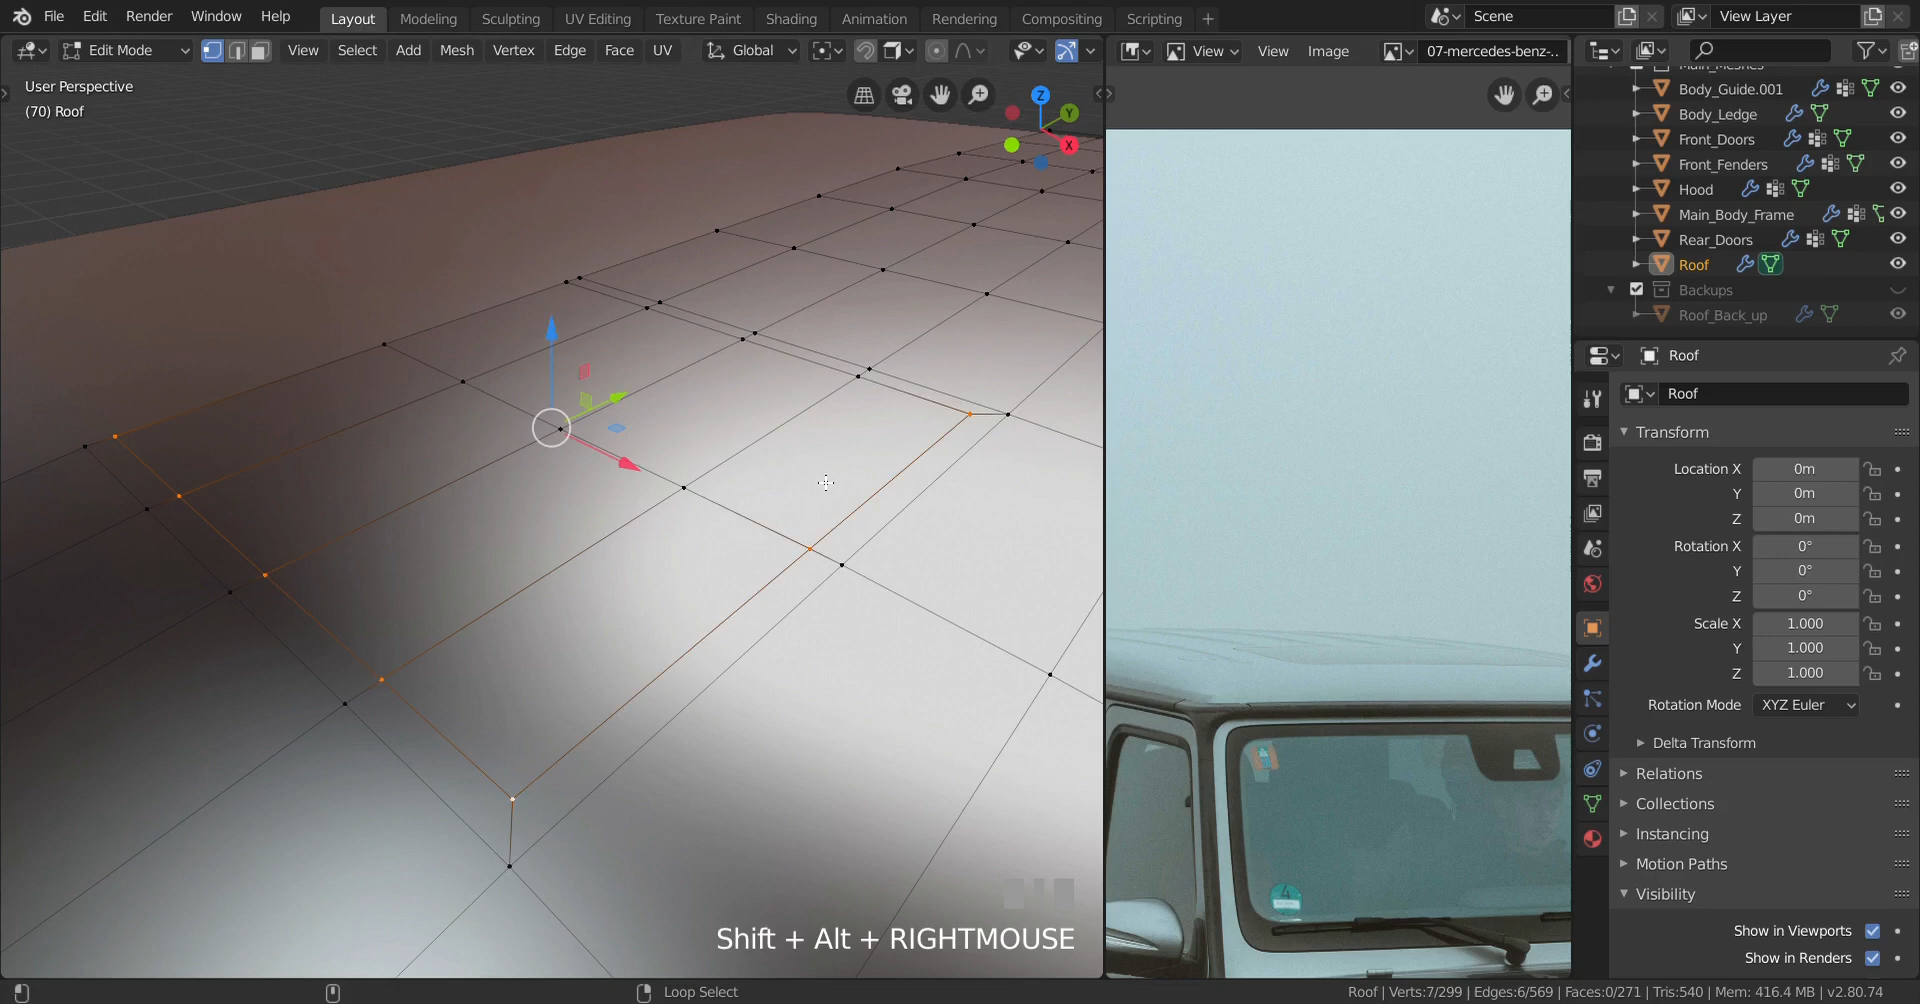 File Edit Render Window Help Layout Modeling Sculpting UV Editing Texture Paint Shading Animation Rendering Compositing Scripting + Scene View Layer
Edit Mode View Select Add Mesh Vertex Edge Face UV Global View View Image 07-mercedes-benz-..
User Perspective
(70) Roof
Z
Y
X
Main_Meshes
Body_Guide.001
Body_Ledge
Front_Doors
Front_Fenders
Hood
Main_Body_Frame
Rear_Doors
Roof
Backups
Roof_Back_up
Roof
Roof
Transform
Location X 0m
Y 0m
Z 0m
Rotation X 0°
Y 0°
Z 0°
Scale X 1.000
Y 1.000
Z 1.000
Rotation Mode XYZ Euler
Delta Transform
Relations
Collections
Instancing
Motion Paths
Visibility
Show in Viewports
Show in Renders
4
Shift + Alt + RIGHTMOUSE
Loop Select
Roof | Verts:7/299 | Edges:6/569 | Faces:0/271 | Tris:540 | Mem: 416.4 MB | v2.80.74